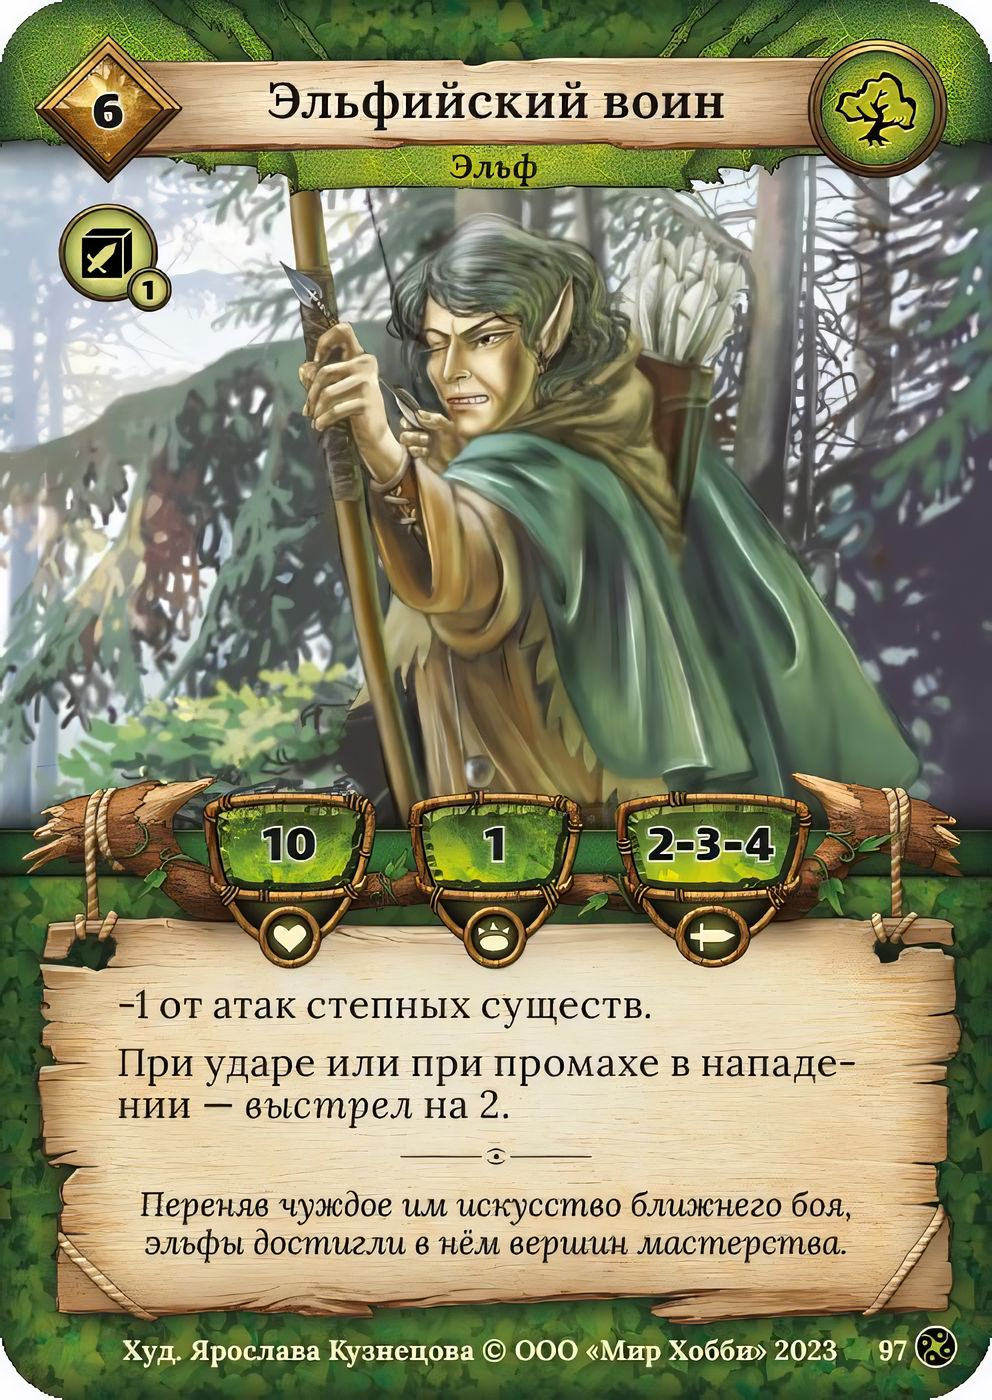 6
Эльфийский воин
Эльф
1
10
1
2-3-4
-1 от атак степных существ.
При ударе или при промахе в нападе-
нии — выстрел на 2.
Переняв чуждое им искусство ближнего боя,
эльфы достигли в нём вершин мастерства.
Худ. Ярослава Кузнецова © ООО «Мир Хобби» 2023 97